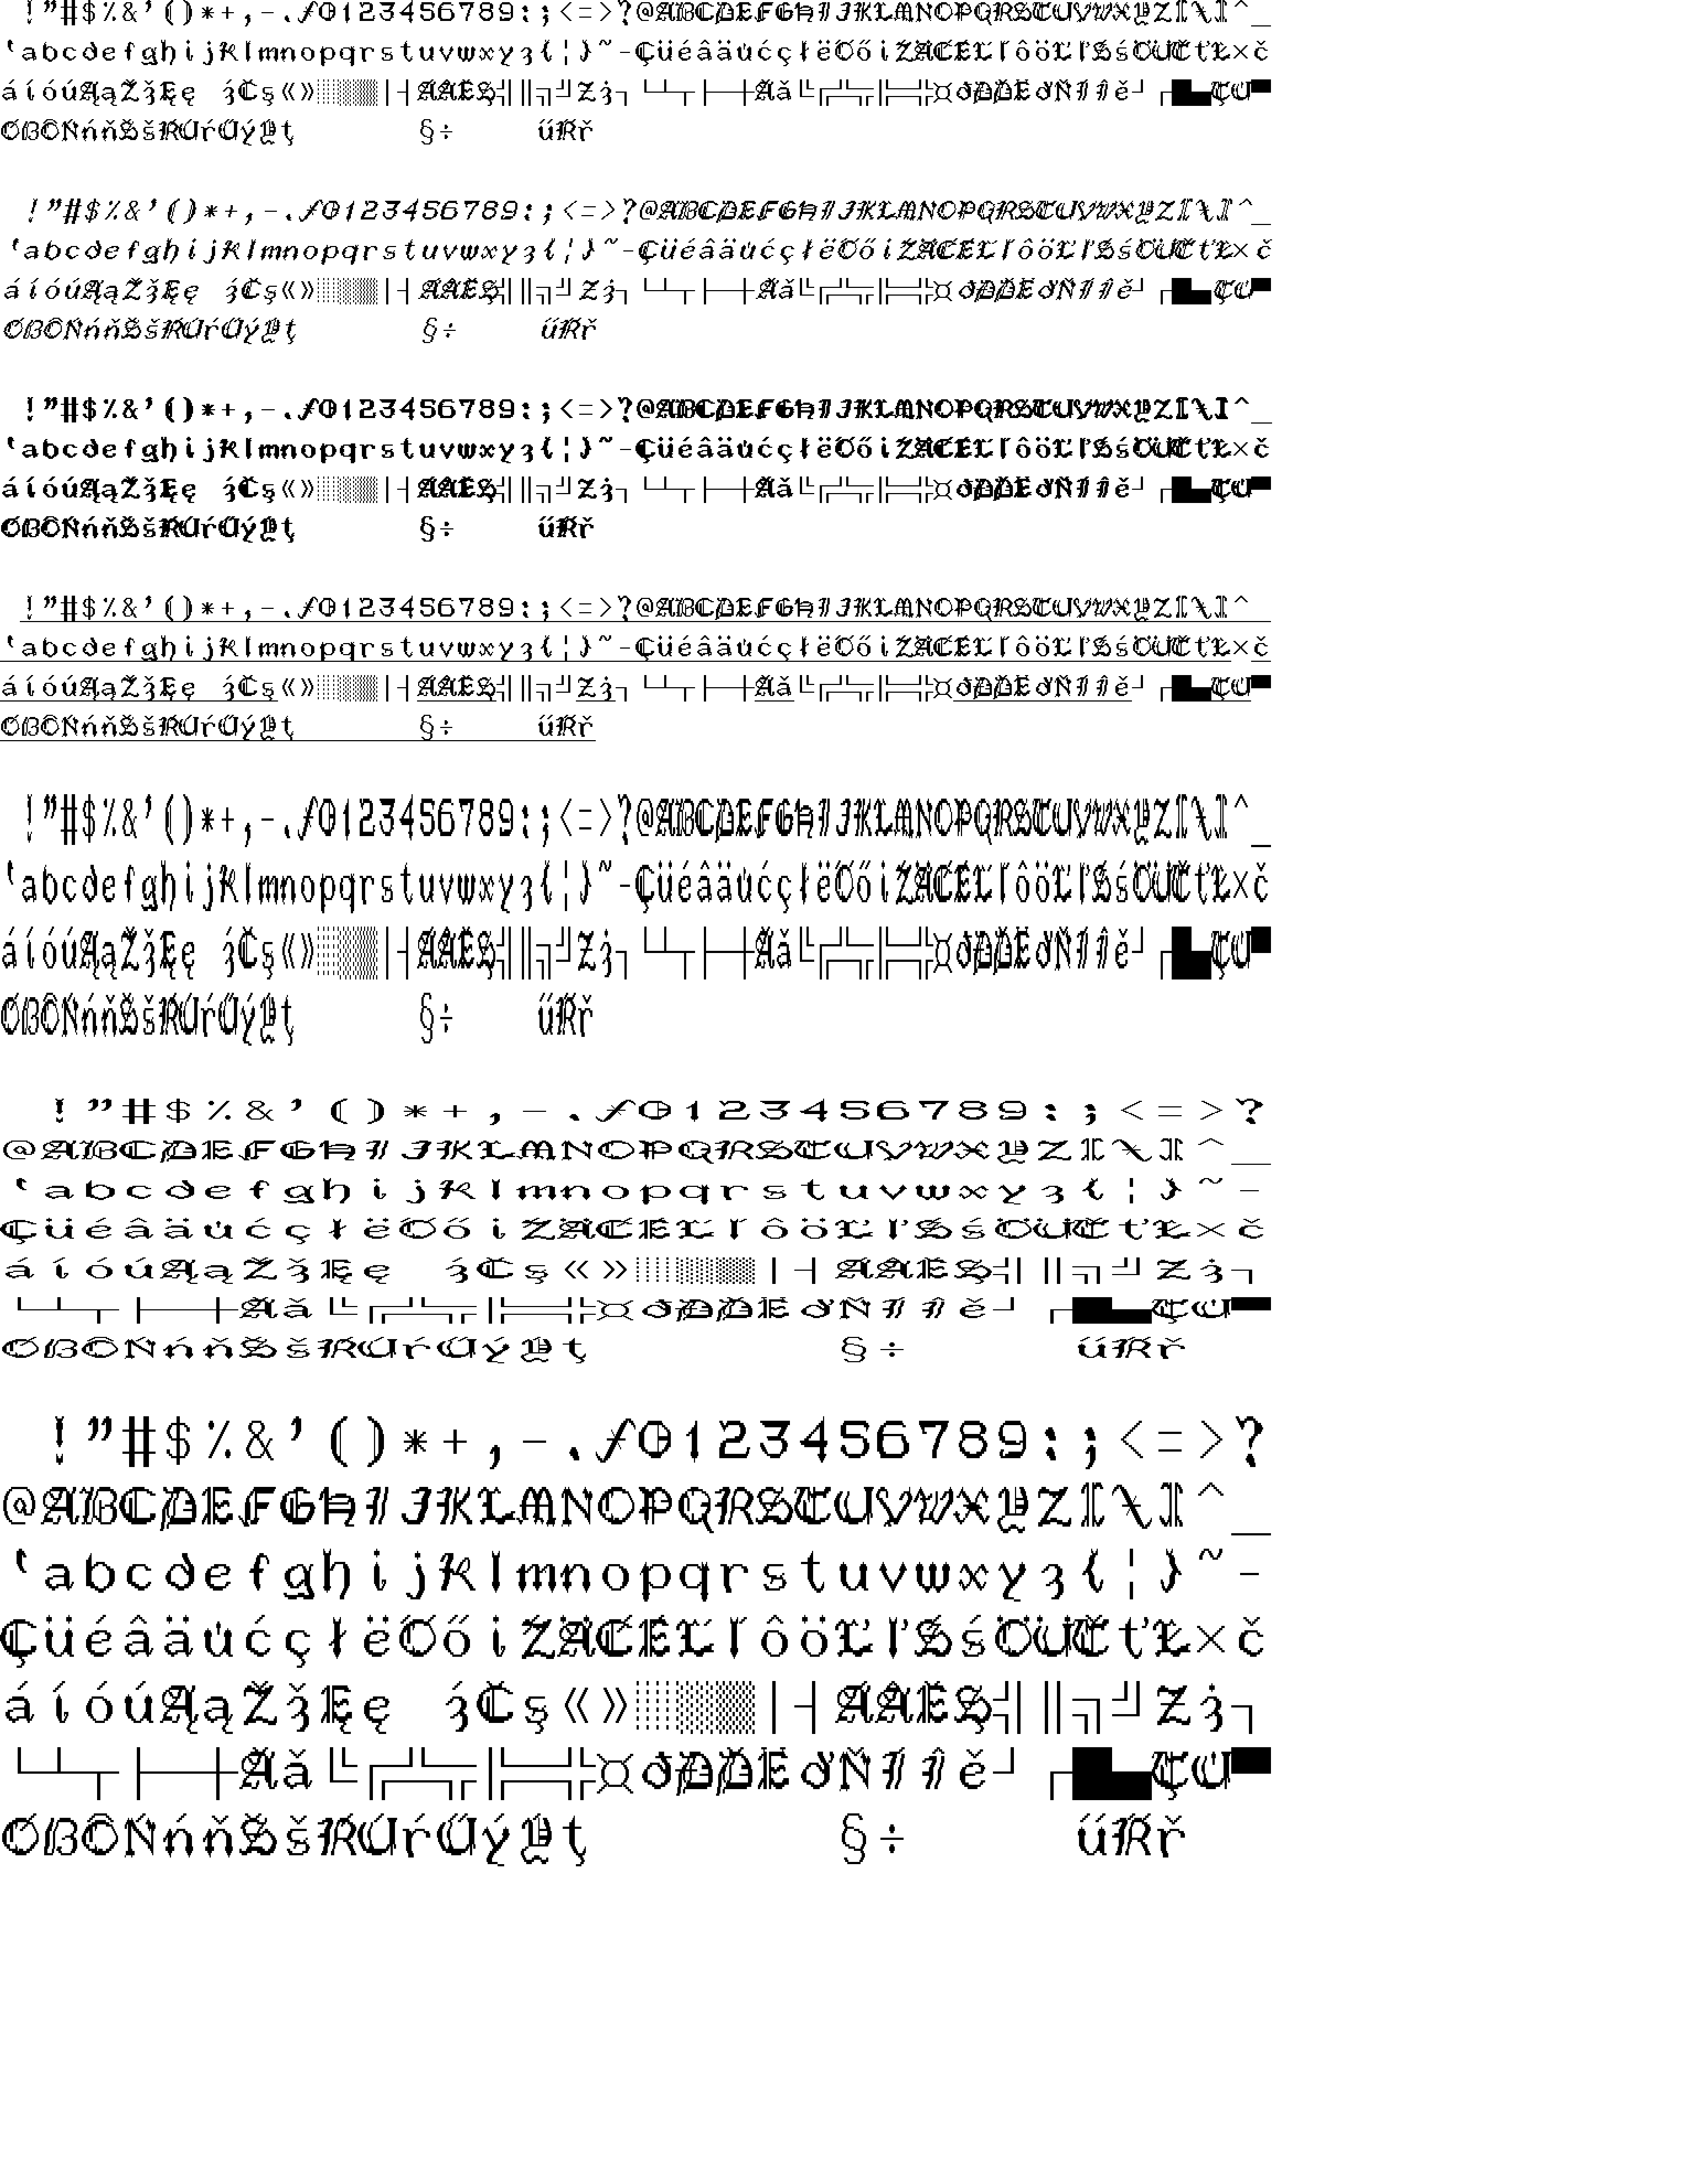 !"#$%&'()*+,-./0123456789:;<=>?@ABCDEFGHIJKLMNOPQRSTUVWXYZ[\]^_
`abcdefghijklmnopqrstuvwxyz{¦}~-ÇüéâäůćçłëőőîźÄĆÉĹĺôöĽľŚśÖÜŤťŁ×č
áíóúĄąŽžĘę źČş«»░▒▓│┤ÁÂĚŞ╣║╗╝Żż┐└┴┬├─┼Ăă╚╔╩╦╠═╬¤đĐĎËďŇÍÎě┘┌█▄ŢŮ▀
ÓßÔŃńňŠšŔÚŕŰýÝţ §÷ űŘř
!"#$%&'()*+,-./0123456789:;<=>?@ABCDEFGHIJKLMNOPQRSTUVWXYZ[\]^_
`abcdefghijklmnopqrstuvwxyz{¦}~-ÇüéâäůćçłëŐőîŹÄĆÉĹĺôöĽľŚśÖÜŤťŁ×č
áíóúĄąŽžĘę źČş«»░▒▓│┤ÁÂĚŞ╣║╗╝Żż┐└┴┬├─┼Ăă╚╔╩╦╠═╬¤đĐĎËďŇÍÎě┘┌█▄ŢŮ▀
ÓßÔŃńňŠšŔÚŕŰýÝţ §÷ űŘř
!"#$%&'()*+,-./0123456789:;<=>?@ABCDEFGHIJKLMNOPQRSTUVWXYZ[\]^_
`abcdefghijklmnopqrstuvwxyz{¦}~-ÇüéâäůćçłëŐőîŹÄĆÉĹĺôöĽľŚśÖÜŤťŁ×č
áíóúĄąŽžĘę źČş«»░▒▓│┤ÁÂĚŞ╣║╗╝Żż┐└┴┬├─┼Ăă╚╔╩╦╠═╬¤đĐĎËďŇÍÎě┘┌█▄ŢŮ▀
ÓßÔŃńňŠšŔÚŕŰýÝţ §÷ űŘř
!"#$%&'()*+,-./0123456789:;<=>?@ABCDEFGHIJKLMNOPQRSTUVWXYZ[\]^_
`abcdefghijklmnopqrstuvwxyz{¦}~-ÇüéâäůćçłëŐőîŹÄĆÉĹĺôöĽľŚśÖÜŤťŁ×č
áíóúĄąŽžĘę źČş«»░▒▓│┤ÁÂĚŞ╣║╗╝Żż┐└┴┬├─┼Ăă╚╔╩╦╠═╬¤đĐĎËďŇÍÎě┘┌█▄ŢŮ▀
ÓßÔŃńňŠšŔÚŕŰýÝţ §÷ űŘř
!"#$%&'()*+,-./0123456789:;<=>?@ABCDEFGHIJKLMNOPQRSTUVWXYZ[\]^_
`abcdefghijklmnopqrstuvwxyz{¦}~-ÇüéâäůćçłëŐőîŹÄĆÉĹĺôöĽľŚśÖÜŤťŁ×č
áíóúĄąŽžĘę źČş«»░▒▓│┤ÁÂĚŞ╣║╗╝Żż┐└┴┬├─┼Ăă╚╔╩╦╠═╬¤đĐĎËďŇÍÎě┘┌█▄ŢŮ▀
ÓßÔŃńňŠšŔÚŕŰýÝţ §÷ űŘř
!"#$%&'()*+,-./0123456789:;<=>?
@ABCDEFGHIJKLMNOPQRSTUVWXYZ[\]^_
`abcdefghijklmnopqrstuvwxyz{¦}~-
ÇüéâäůćçłëŐőîŹÄĆÉĹĺôöĽľŚśÖÜŤťŁ×č
áíóúĄąŽžĘę źČş«»░▒▓│┤ÁÂĚŞ╣║╗╝Żż┐
└┴┬├─┼Ăă╚╔╩╦╠═╬¤đĐĎËďŇÍÎě┘┌█▄ŢŮ▀
ÓßÔŃńňŠšŔÚŕŰýÝţ §÷ űŘř
!"#$%&'()*+,-./0123456789:;<=>?
@ABCDEFGHIJKLMNOPQRSTUVWXYZ[\]^_
`abcdefghijklmnopqrstuvwxyz{¦}~-
ÇüéâäůćçłëŐőîŹÄĆÉĹĺôöĽľŚśÖÜŤťŁ×č
áíóúĄąŽžĘę źČş«»░▒▓│┤ÁÂĚŞ╣║╗╝Żż┐
└┴┬├─┼Ăă╚╔╩╦╠═╬¤đĐĎËďŇÍÎě┘┌█▄ŢŮ▀
ÓßÔŃńňŠšŔÚŕŰýÝţ §÷ űŘř